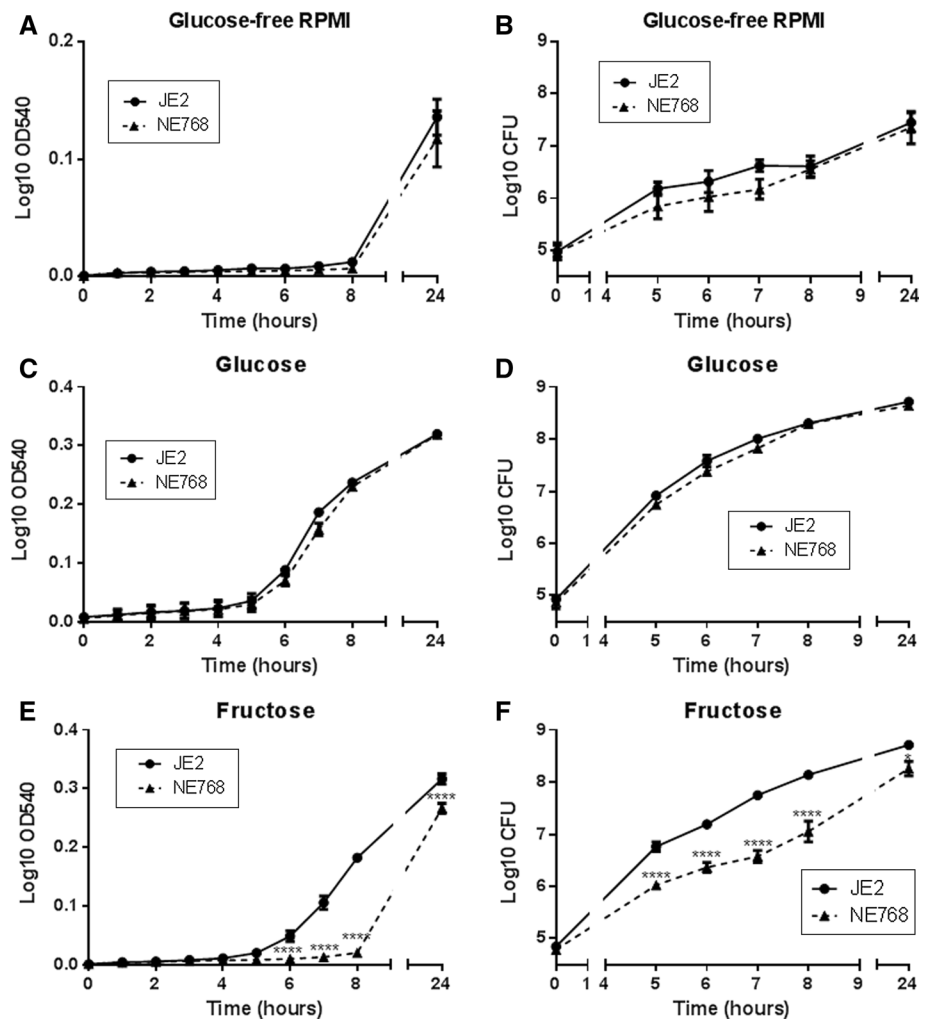 A
Glucose-free RPMI
Log10 OD540
0.2
0.1
0.0
JE2
NE768
0 2 4 6 8 24
Time (hours)
B
Glucose-free RPMI
Log10 CFU
9
8
7
6
5
JE2
NE768
0 1 4 5 6 7 8 9 24
Time (hours)
C
Glucose
Log10 OD540
0.4
0.3
0.2
0.1
0.0
JE2
NE768
0 2 4 6 8 24
Time (hours)
D
Glucose
Log10 CFU
9
8
7
6
5
JE2
NE768
0 1 4 5 6 7 8 9 24
Time (hours)
E
Fructose
Log10 OD540
0.4
0.3
0.2
0.1
0.0
JE2
NE768
****
**** **** ****
0 2 4 6 8 24
Time (hours)
F
Fructose
Log10 CFU
9
8
7
6
5
*
**** **** **** ****
JE2
NE768
0 1 4 5 6 7 8 9 24
Time (hours)